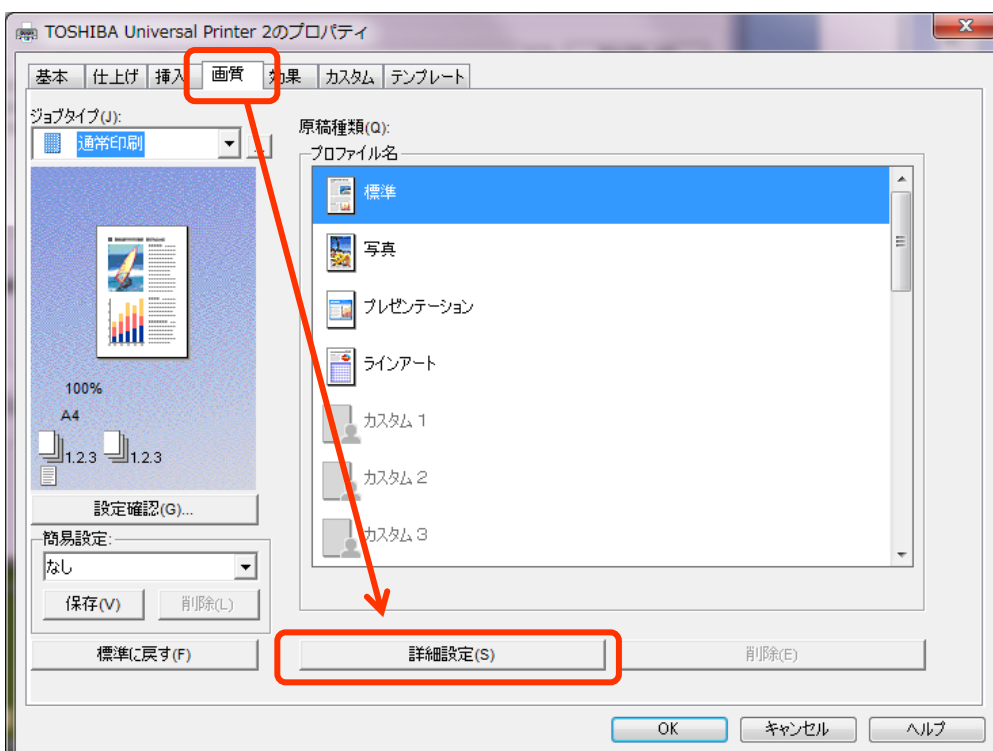 TOSHIBA Universal Printer 2のプロパティ
基本 仕上げ 挿入 画質 効果 カスタム テンプレート
ジョブタイプ(J):
通常印刷
原稿種類(Q):
プロファイル名
標準
写真
プレゼンテーション
ラインアート
カスタム 1
カスタム 2
カスタム 3
100%
A4
1.2.3 1.2.3
設定確認(G)...
簡易設定:
なし
保存(V) 削除(L)
標準に戻す(F) 詳細設定(S) 削除(E)
OK キャンセル ヘルプ